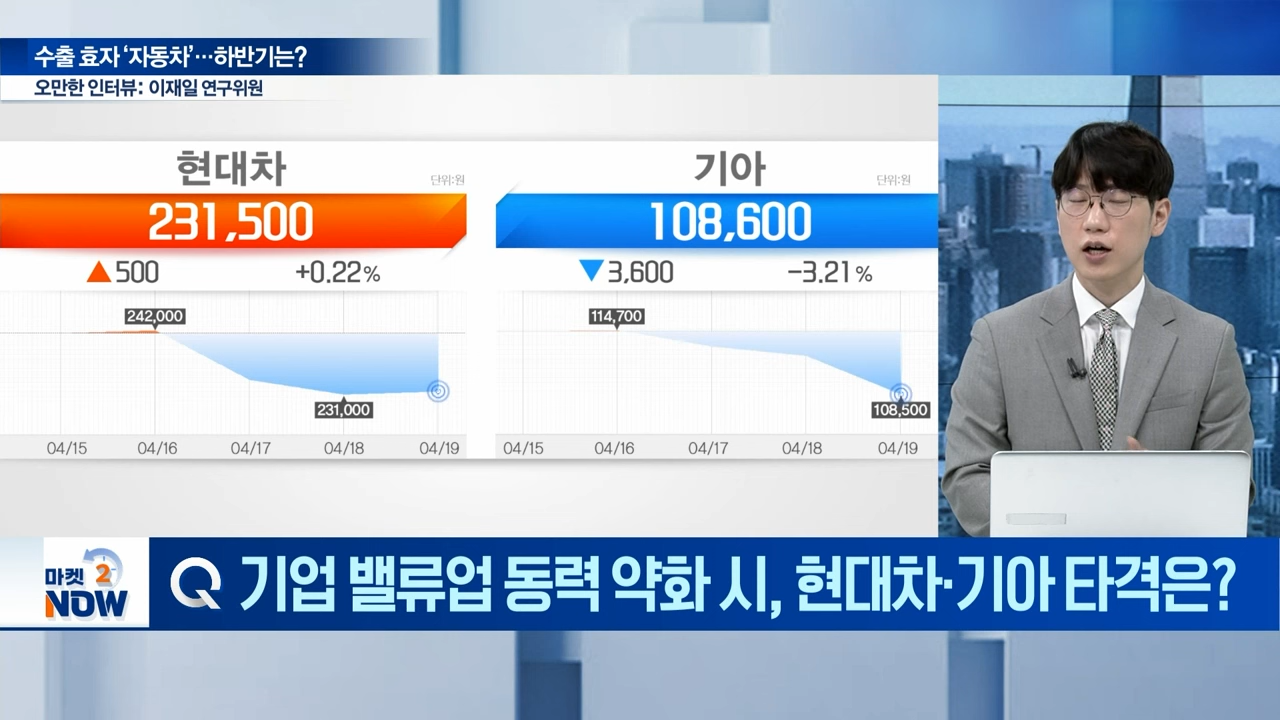 수출 효자 ‘자동차’…하반기는?
오만한 인터뷰: 이재일 연구위원
현대차
단위:원
231,500
▲500 +0.22%
242,000
231,000
04/15 04/16 04/17 04/18 04/19
기아
단위:원
108,600
▼3,600 -3.21%
114,700
108,500
04/15 04/16 04/17 04/18 04/19
마켓 2
NOW
Q 기업 밸류업 동력 약화 시, 현대차·기아 타격은?